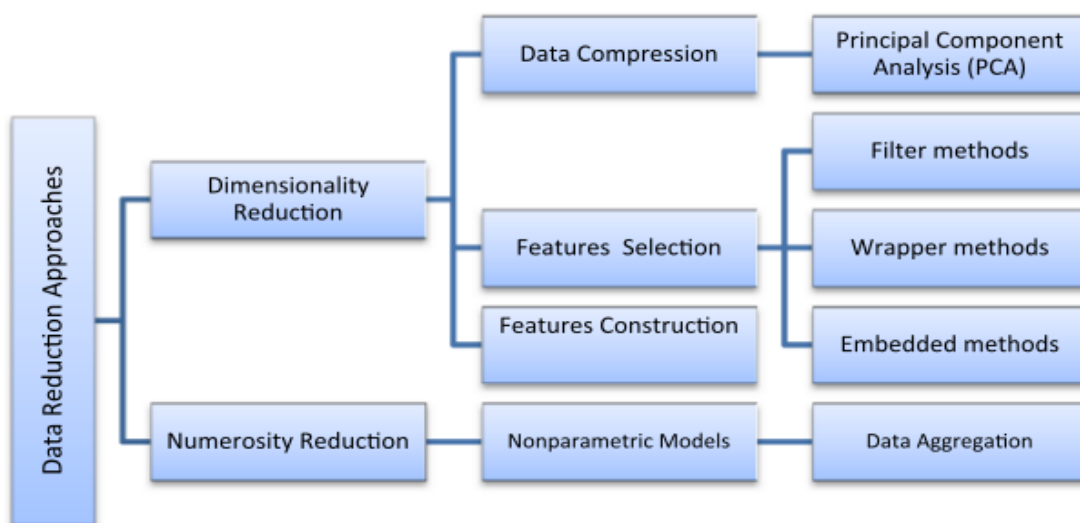 Data Reduction Approaches
Dimensionality
Reduction
Data Compression
Principal Component
Analysis (PCA)
Features  Selection
Filter methods
Wrapper methods
Embedded methods
Features Construction
Numerosity Reduction
Nonparametric Models
Data Aggregation